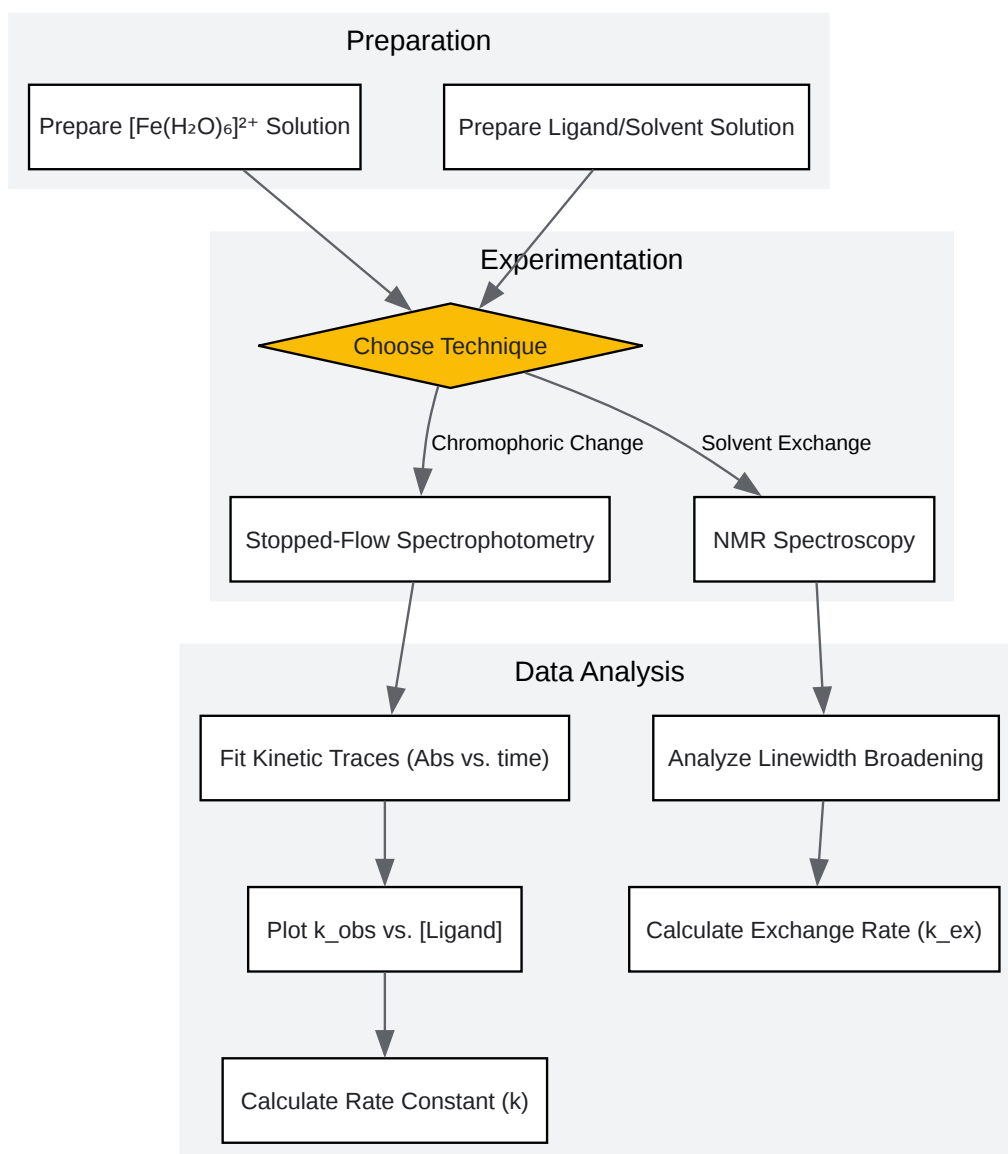 Preparation
Prepare [Fe(H₂O)₆]²⁺ Solution
Prepare Ligand/Solvent Solution
Experimentation
Choose Technique
Chromophoric Change
Solvent Exchange
Stopped-Flow Spectrophotometry
NMR Spectroscopy
Data Analysis
Fit Kinetic Traces (Abs vs. time)
Analyze Linewidth Broadening
Plot k_obs vs. [Ligand]
Calculate Exchange Rate (k_ex)
Calculate Rate Constant (k)